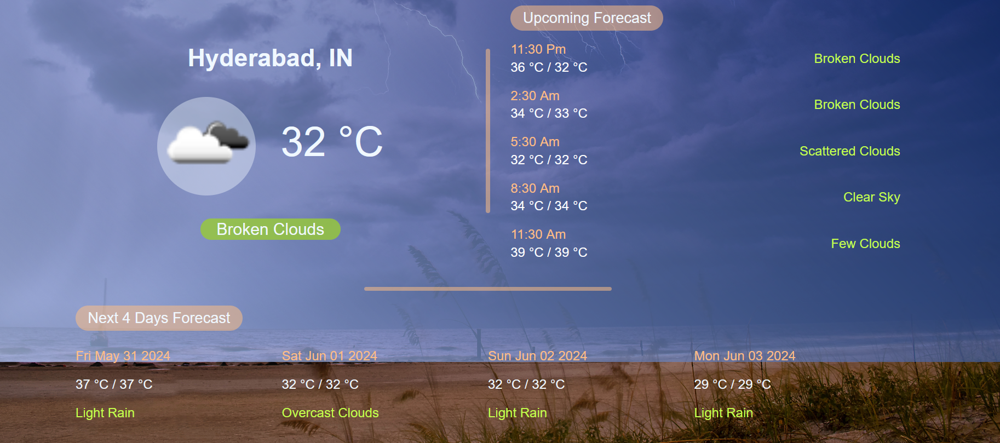 Hyderabad, IN
32 °C
Broken Clouds
Upcoming Forecast
11:30 Pm
36 °C / 32 °C
Broken Clouds
2:30 Am
34 °C / 33 °C
Broken Clouds
5:30 Am
32 °C / 32 °C
Scattered Clouds
8:30 Am
34 °C / 34 °C
Clear Sky
11:30 Am
39 °C / 39 °C
Few Clouds
Next 4 Days Forecast
Fri May 31 2024
37 °C / 37 °C
Light Rain
Sat Jun 01 2024
32 °C / 32 °C
Overcast Clouds
Sun Jun 02 2024
32 °C / 32 °C
Light Rain
Mon Jun 03 2024
29 °C / 29 °C
Light Rain